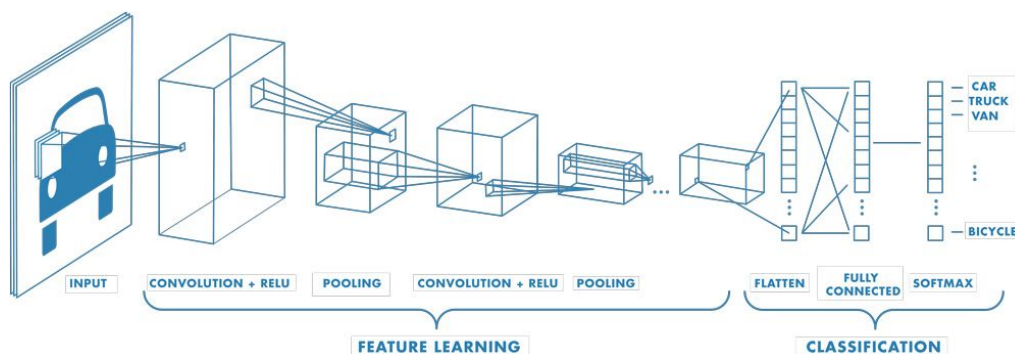 CAR
TRUCK
VAN
BICYCLE
INPUT
CONVOLUTION + RELU
POOLING
CONVOLUTION + RELU
POOLING
FLATTEN
FULLY
CONNECTED
SOFTMAX
FEATURE LEARNING
CLASSIFICATION